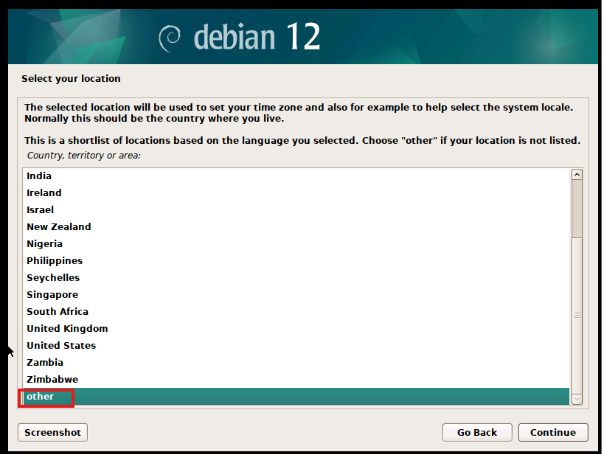 debian 12
Select your location
The selected location will be used to set your time zone and also for example to help select the system locale.
Normally this should be the country where you live.
This is a shortlist of locations based on the language you selected. Choose "other" if your location is not listed.
Country, territory or area:
India
Ireland
Israel
New Zealand
Nigeria
Philippines
Seychelles
Singapore
South Africa
United Kingdom
United States
Zambia
Zimbabwe
other
Screenshot
Go Back
Continue